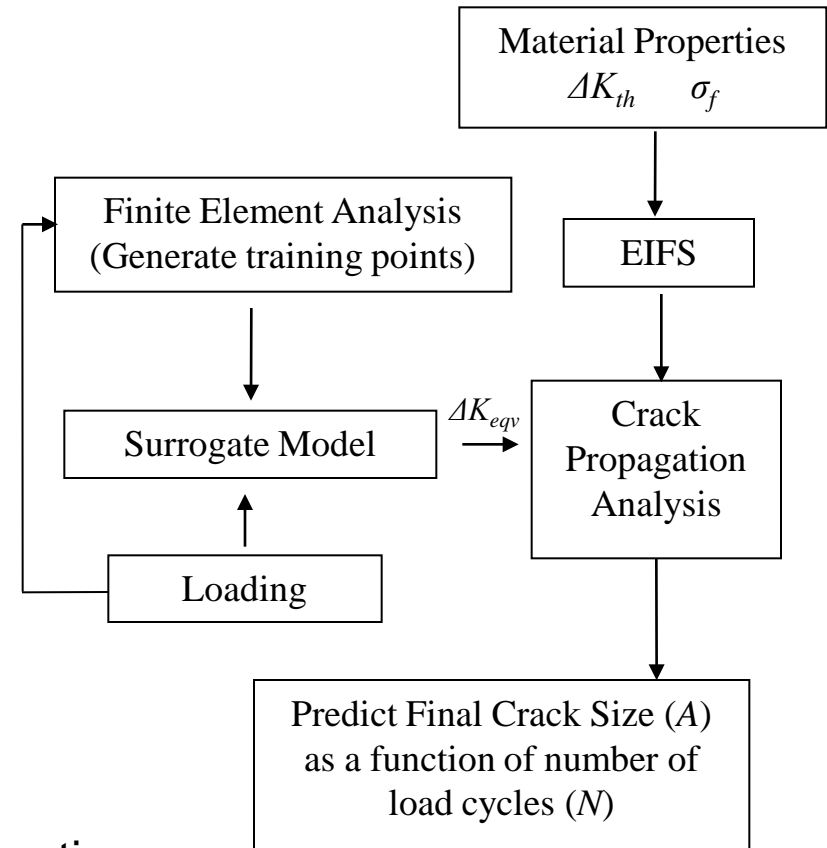 Material Properties
ΔK_th σ_f
Finite Element Analysis
(Generate training points)
EIFS
Surrogate Model
ΔK_eqv
Crack
Propagation
Analysis
Loading
Predict Final Crack Size (A)
as a function of number of
load cycles (N)